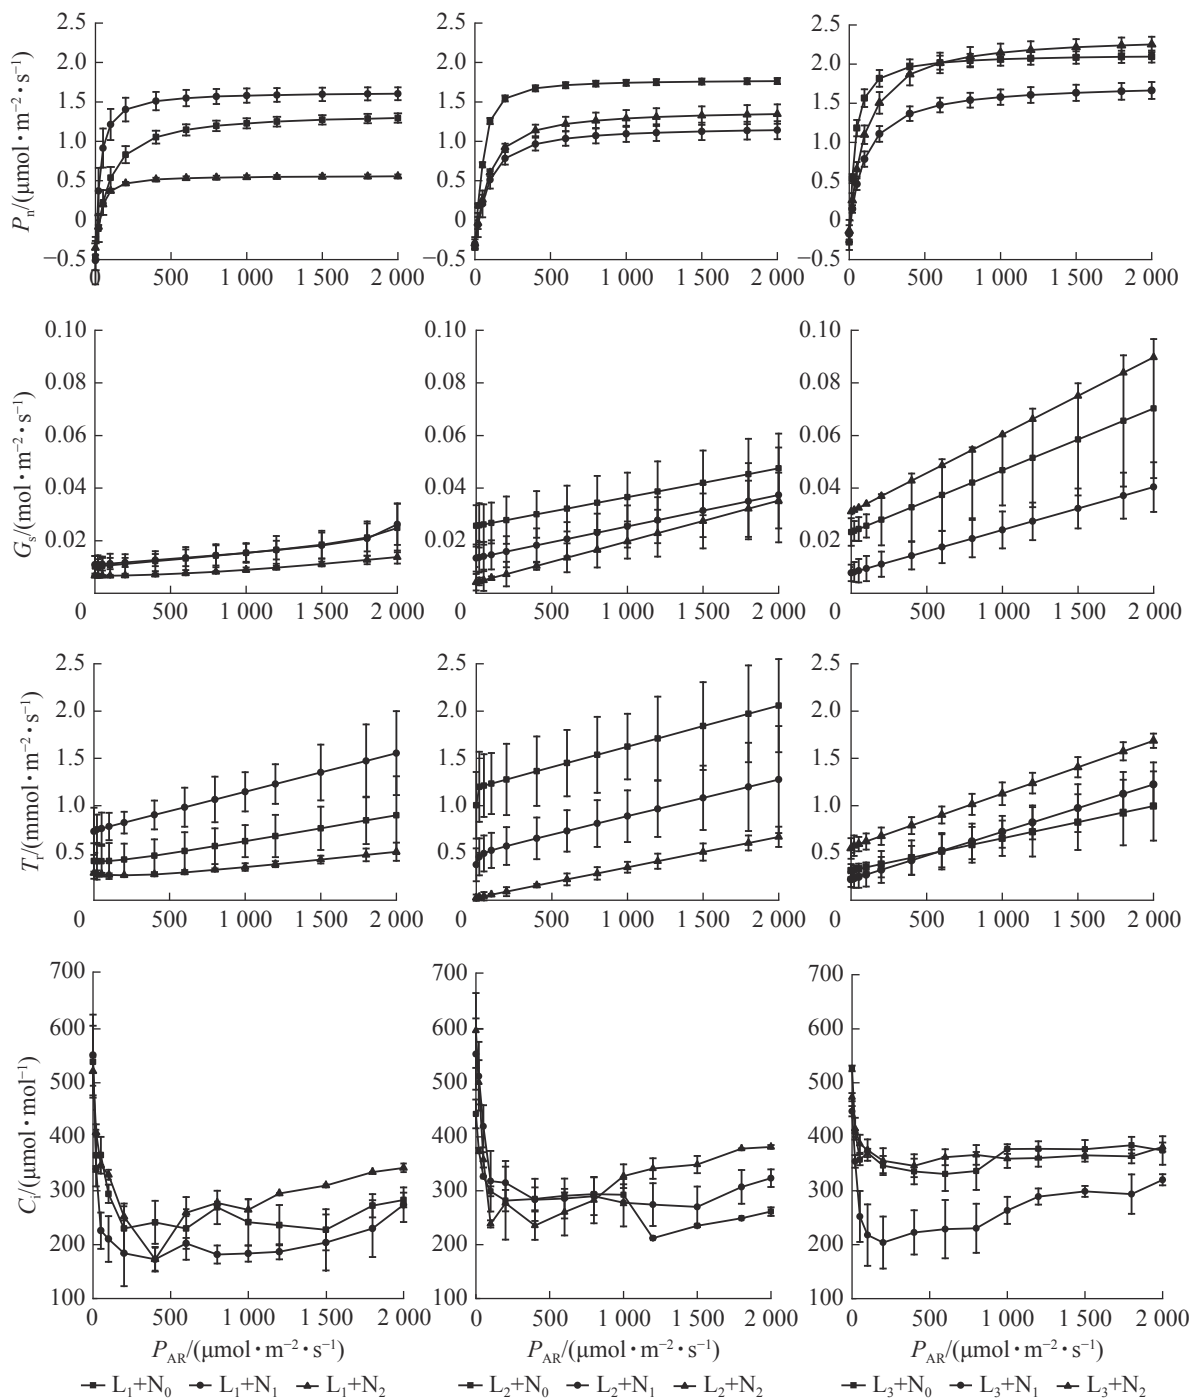 P_n/(μmol·m⁻²·s⁻¹)
2.5 2.5 2.5
2.0 2.0 2.0
1.5 1.5 1.5
1.0 1.0 1.0
0.5 0.5 0.5
0 0 0
−0.5 −0.5 −0.5
0 500 1 000 1 500 2 000 0 500 1 000 1 500 2 000 0 500 1 000 1 500 2 000
G_s/(mol·m⁻²·s⁻¹)
0.10 0.10 0.10
0.08 0.08 0.08
0.06 0.06 0.06
0.04 0.04 0.04
0.02 0.02 0.02
0 500 1 000 1 500 2 000 0 500 1 000 1 500 2 000 0 500 1 000 1 500 2 000
T_r/(mmol·m⁻²·s⁻¹)
2.5 2.5 2.5
2.0 2.0 2.0
1.5 1.5 1.5
1.0 1.0 1.0
0.5 0.5 0.5
0 500 1 000 1 500 2 000 0 500 1 000 1 500 2 000 0 500 1 000 1 500 2 000
C_i/(μmol·mol⁻¹)
700 700 700
600 600 600
500 500 500
400 400 400
300 300 300
200 200 200
100 100 100
0 500 1 000 1 500 2 000 0 500 1 000 1 500 2 000 0 500 1 000 1 500 2 000
P_AR/(μmol·m⁻²·s⁻¹) P_AR/(μmol·m⁻²·s⁻¹) P_AR/(μmol·m⁻²·s⁻¹)
L₁+N₀ L₁+N₁ L₁+N₂ L₂+N₀ L₂+N₁ L₂+N₂ L₃+N₀ L₃+N₁ L₃+N₂